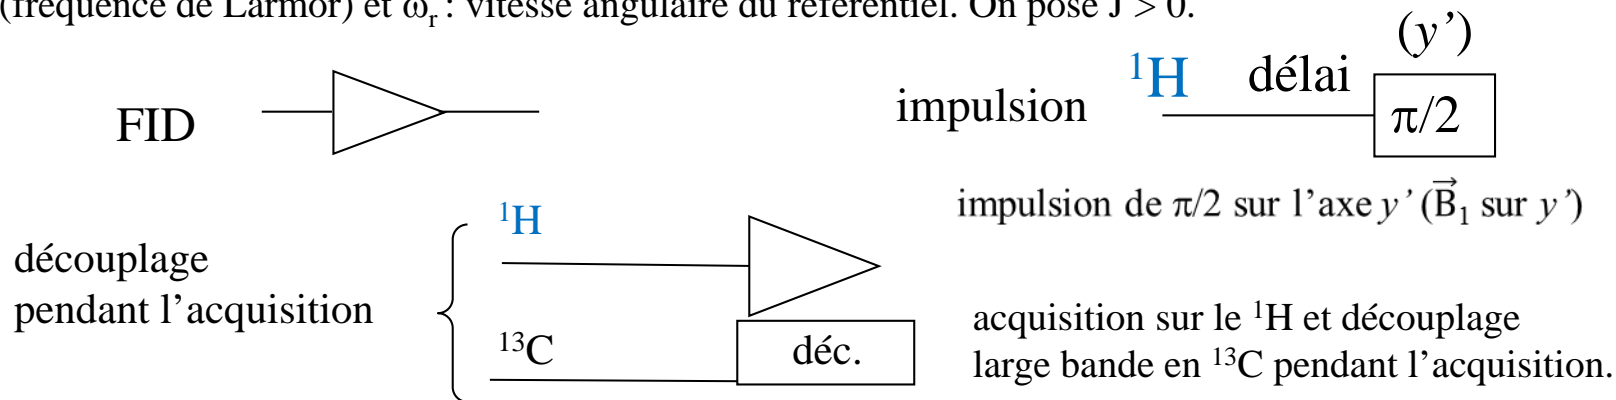 (fréquence de Larmor) et ωr : vitesse angulaire du référentiel. On pose J > 0.
FID
impulsion ¹H délai (y’)
π/2
impulsion de π/2 sur l’axe y’ (B⃗₁ sur y’)
découplage
pendant l’acquisition
¹H
¹³C déc.
acquisition sur le ¹H et découplage
large bande en ¹³C pendant l’acquisition.